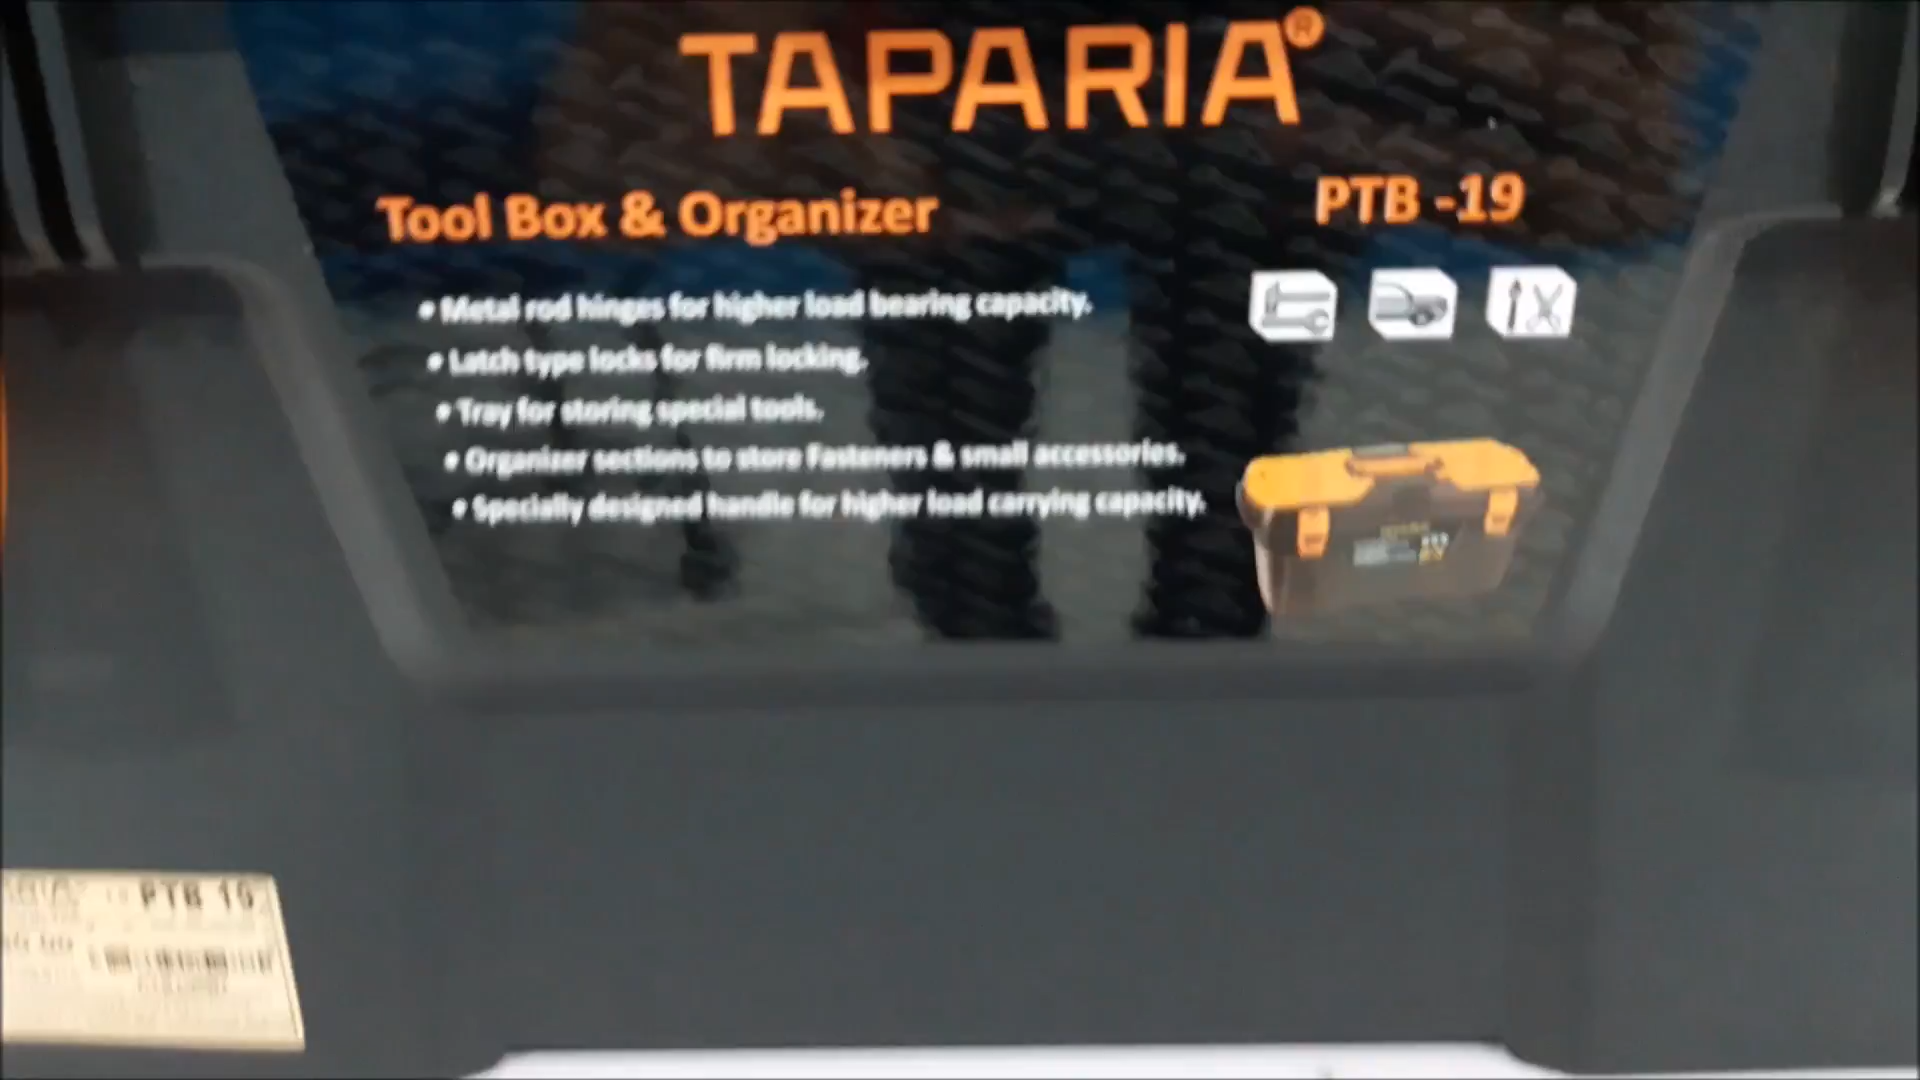 TAPARIA®
Tool Box & Organizer
PTB -19
• Metal rod hinges for higher load bearing capacity.
• Latch type locks for firm locking.
• Tray for storing special tools.
• Organizer sections to store Fasteners & small accessories.
• Specially designed handle for higher load carrying capacity.
PTB 19